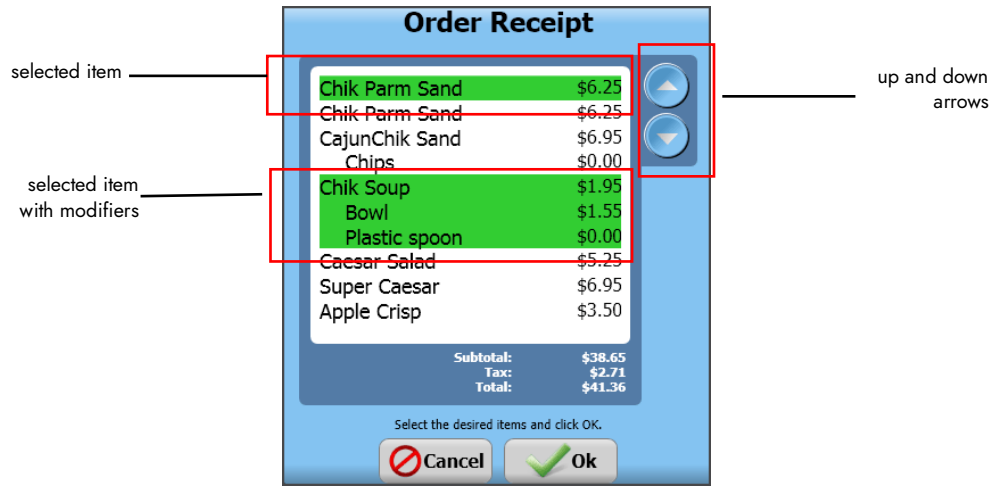 Order Receipt
selected item
Chik Parm Sand $6.25
up and down
arrows
Chik Parm Sand $6.25
CajunChik Sand $6.95
Chips $0.00
selected item
with modifiers
Chik Soup $1.95
Bowl $1.55
Plastic spoon $0.00
Caesar Salad $5.25
Super Caesar $6.95
Apple Crisp $3.50
Subtotal: $38.65
Tax: $2.71
Total: $41.36
Select the desired items and click OK.
Cancel Ok